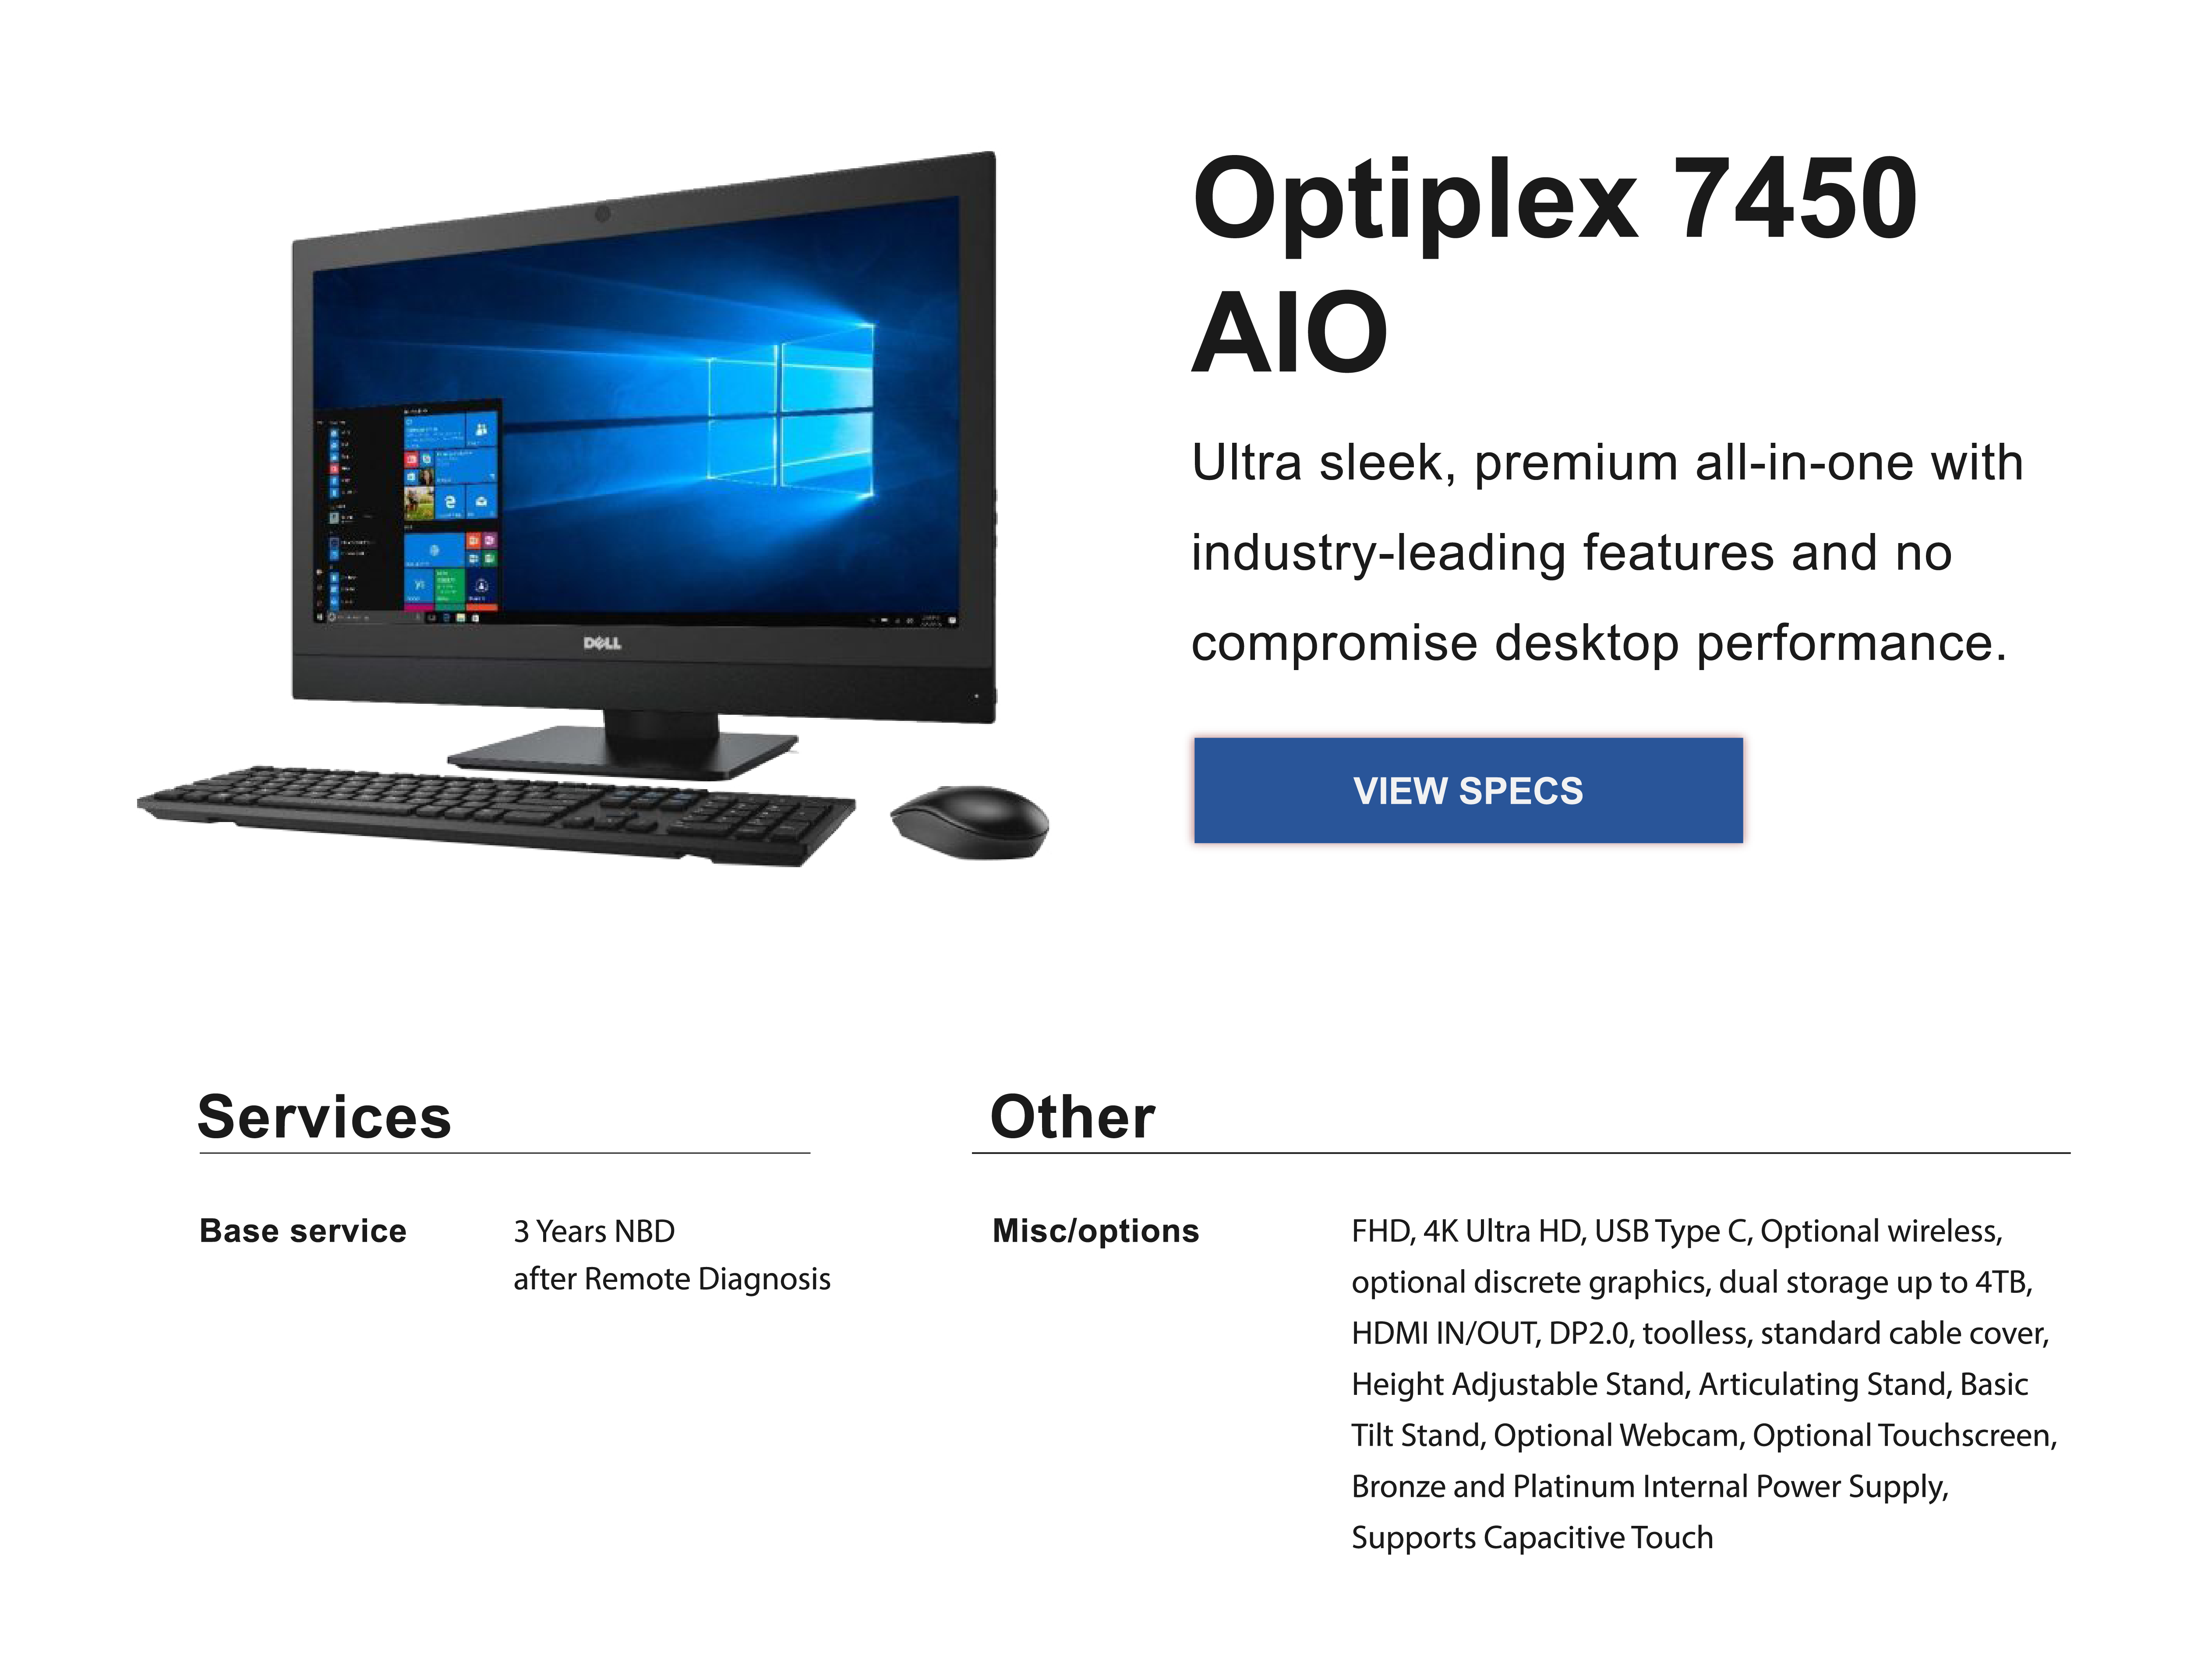 Optiplex 7450
AIO
Ultra sleek, premium all-in-one with
industry-leading features and no
compromise desktop performance.
VIEW SPECS
DELL
Services
Base service
3 Years NBD
after Remote Diagnosis
Other
Misc/options
FHD, 4K Ultra HD, USB Type C, Optional wireless,
optional discrete graphics, dual storage up to 4TB,
HDMI IN/OUT, DP2.0, toolless, standard cable cover,
Height Adjustable Stand, Articulating Stand, Basic
Tilt Stand, Optional Webcam, Optional Touchscreen,
Bronze and Platinum Internal Power Supply,
Supports Capacitive Touch